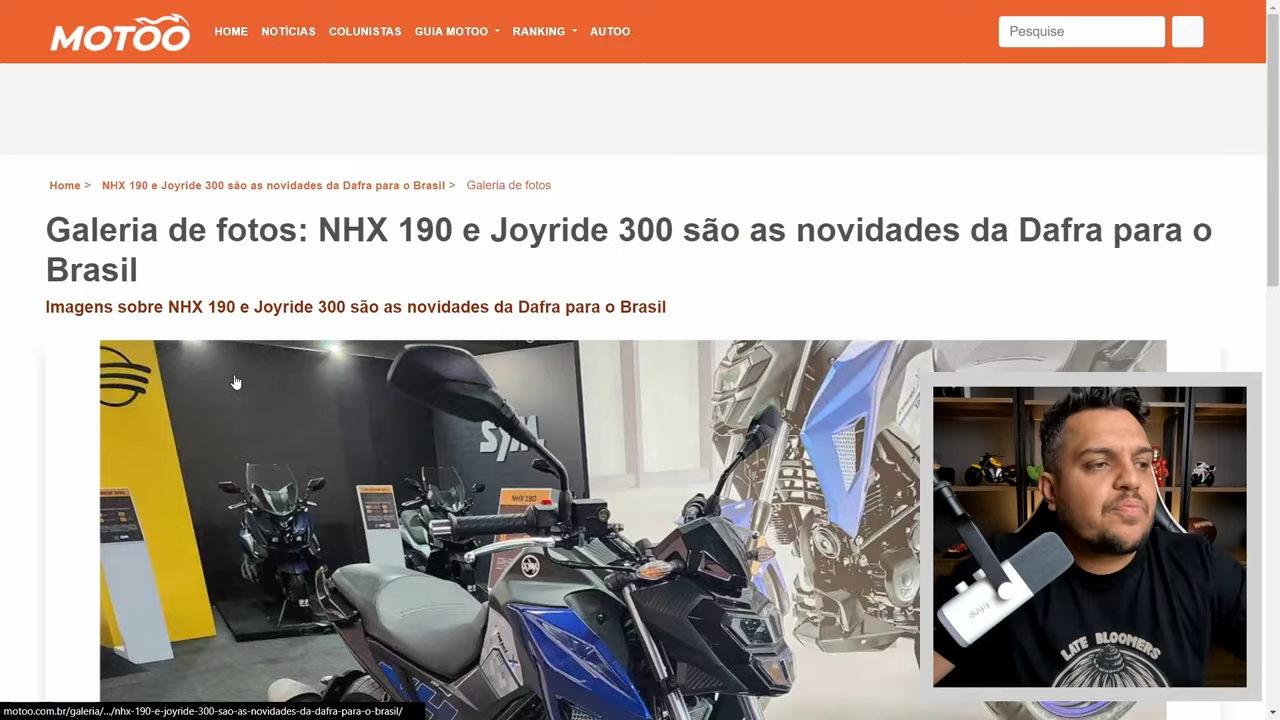 MOTOO
HOME NOTÍCIAS COLUNISTAS GUIA MOTOO RANKING AUTOO
Pesquise
Home > NHX 190 e Joyride 300 são as novidades da Dafra para o Brasil > Galeria de fotos
Galeria de fotos: NHX 190 e Joyride 300 são as novidades da Dafra para o
Brasil
Imagens sobre NHX 190 e Joyride 300 são as novidades da Dafra para o Brasil
SYM
NHX 190
fifine
LATE BLOOMERS
motoo.com.br/galeria/.../nhx-190-e-joyride-300-sao-as-novidades-da-dafra-para-o-brasil/